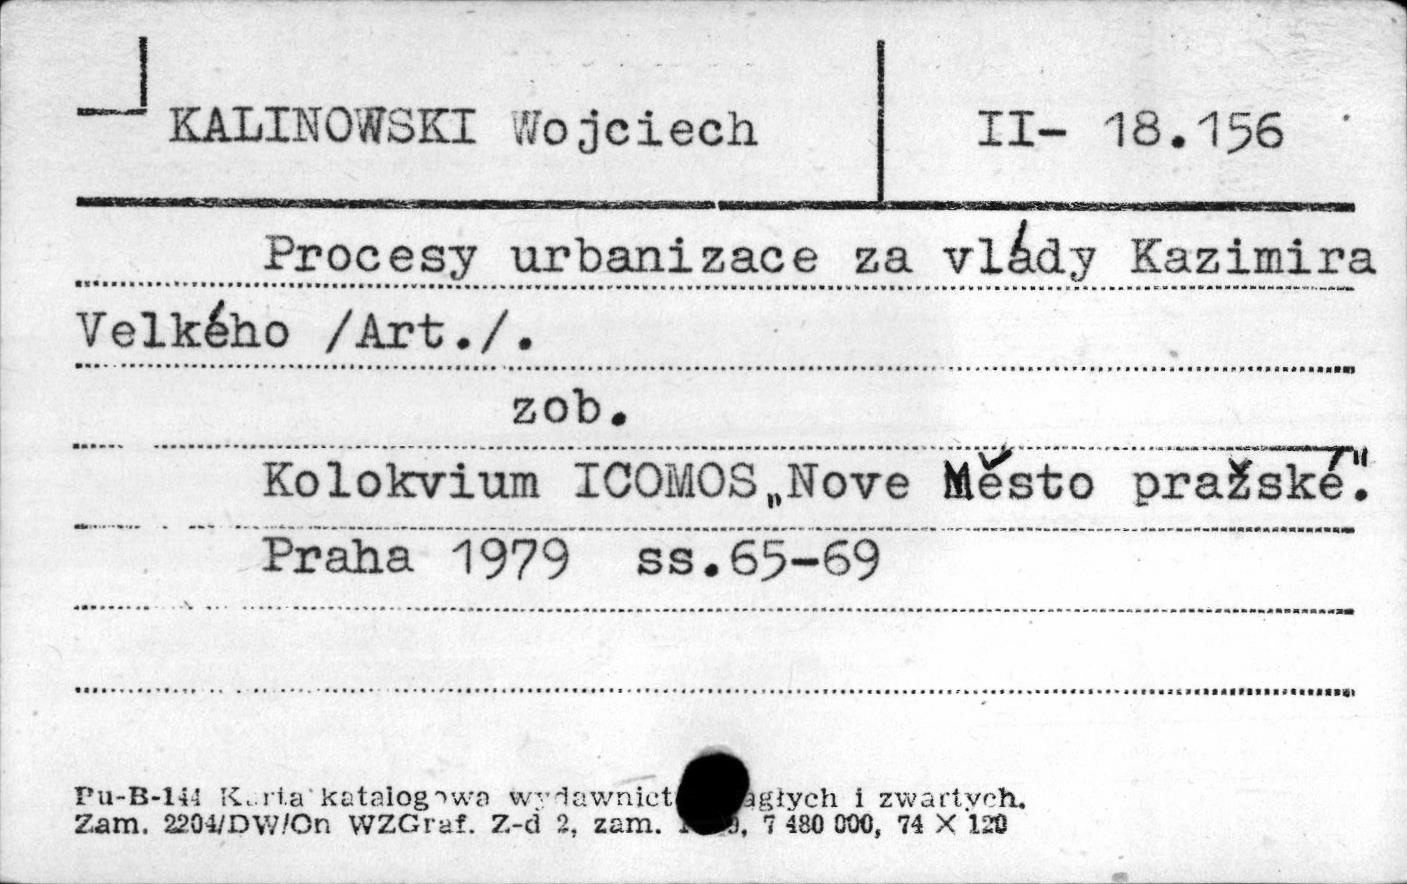 KALINOWSKI Wojciech II- 18.156
Procesy urbanizace za vlády Kazimira
Velkého /Art./.
zob.
Kolokvium ICOMOS „Nove Město pražské".
Praha 1979 ss.65-69
Pu-B-144 Karta katalogowa wydawnict ągłych i zwartych.
Zam. 2204/DW/On WZGraf. Z-d 2, zam. 7 480 000, 74 X 120